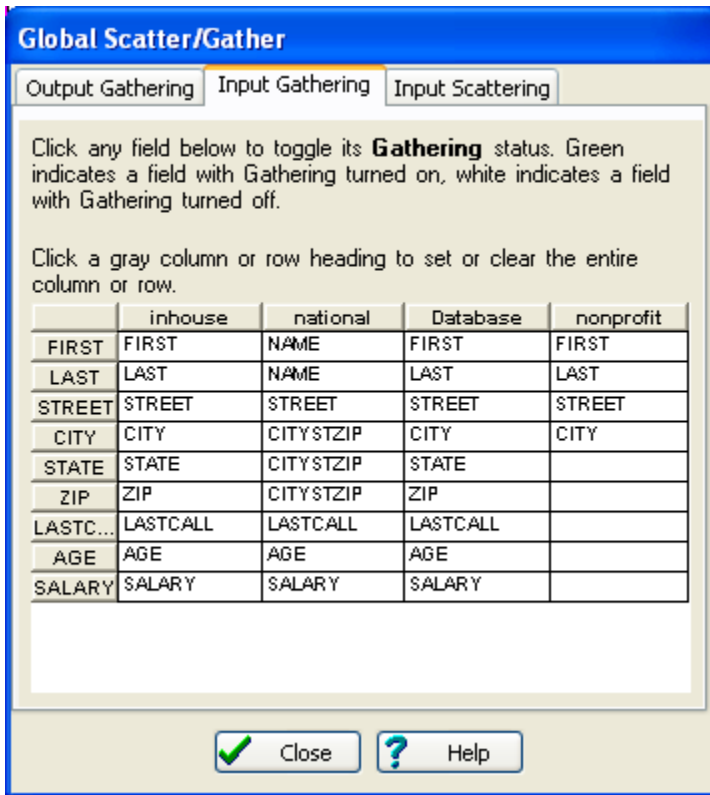 Global Scatter/Gather
Output Gathering Input Gathering Input Scattering
Click any field below to toggle its Gathering status. Green
indicates a field with Gathering turned on, white indicates a field
with Gathering turned off.
Click a gray column or row heading to set or clear the entire
column or row.
inhouse national Database nonprofit
FIRST FIRST NAME FIRST FIRST
LAST LAST NAME LAST LAST
STREET STREET STREET STREET STREET
CITY CITY CITYSTZIP CITY CITY
STATE STATE CITYSTZIP STATE
ZIP ZIP CITYSTZIP ZIP
LASTC... LASTCALL LASTCALL LASTCALL
AGE AGE AGE AGE
SALARY SALARY SALARY SALARY
Close Help